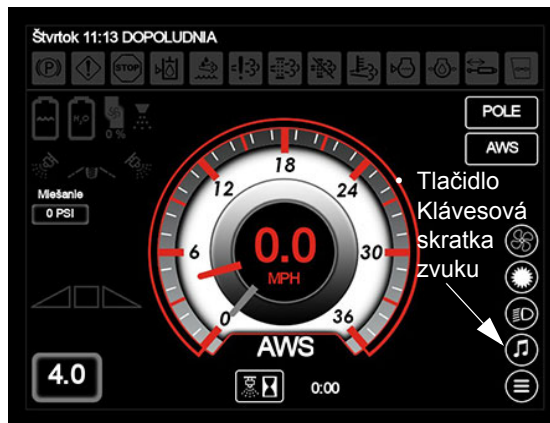 Štvrtok 11:13 DOPOLUDNIA
(P)
STOP
H₂O
0 %
POLE
AWS
Miešanie
0 PSI
0
6
12
18
24
30
36
0.0
MPH
AWS
• Tlačidlo
Klávesová
skratka
zvuku
4.0
0:00